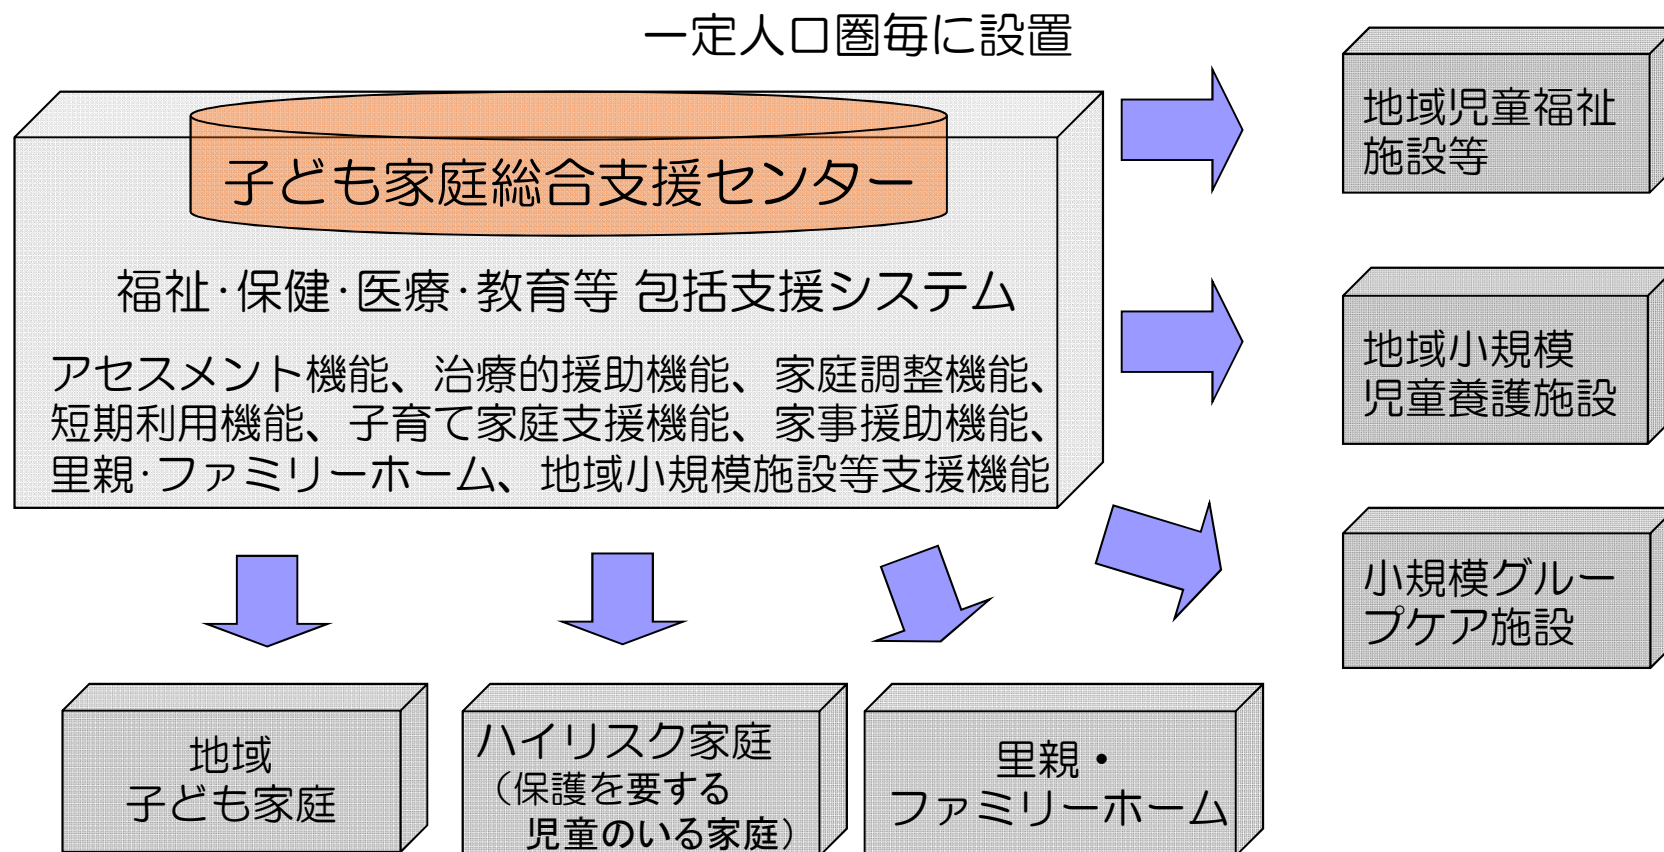 一定人口圏毎に設置
子ども家庭総合支援センター
福祉・保健・医療・教育等 包括支援システム
アセスメント機能、治療的援助機能、家庭調整機能、
短期利用機能、子育て家庭支援機能、家事援助機能、
里親・ファミリーホーム、地域小規模施設等支援機能
地域児童福祉
施設等
地域小規模
児童養護施設
小規模グルー
プケア施設
地域
子ども家庭
ハイリスク家庭
（保護を要する
児童のいる家庭）
里親・
ファミリーホーム